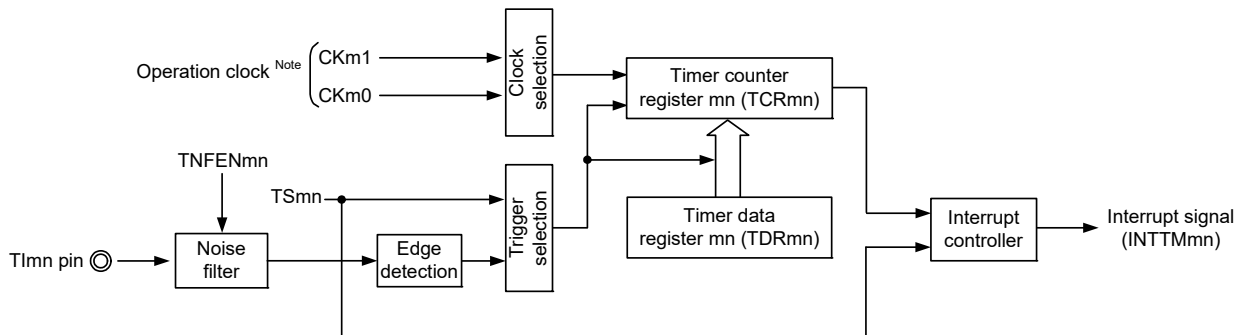 Operation clock Note
CKm1
CKm0
Clock
selection
Timer counter
register mn (TCRmn)
TNFENmn
TSmn
Trigger
selection
Timer data
register mn (TDRmn)
TImn pin
Noise
filter
Edge
detection
Interrupt
controller
Interrupt signal
(INTTMmn)